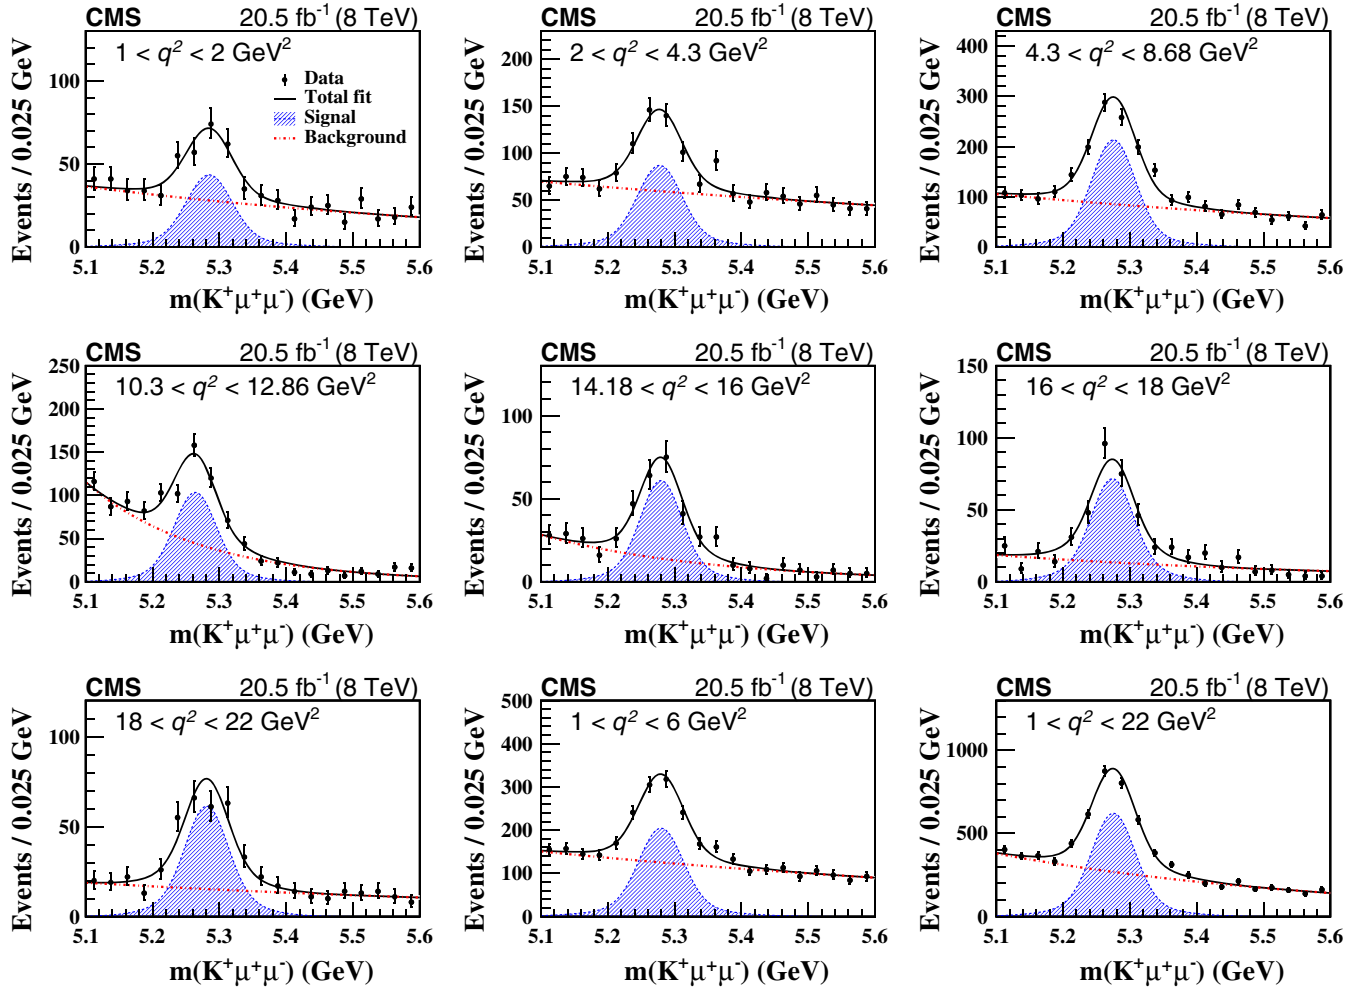 CMS 20.5 fb⁻¹ (8 TeV)
1 < q² < 2 GeV²
Data
Total fit
Signal
Background
Events / 0.025 GeV
100
50
0
5.1 5.2 5.3 5.4 5.5 5.6
m(K⁺μ⁺μ⁻) (GeV)
CMS 20.5 fb⁻¹ (8 TeV)
2 < q² < 4.3 GeV²
Events / 0.025 GeV
200
150
100
50
0
5.1 5.2 5.3 5.4 5.5 5.6
m(K⁺μ⁺μ⁻) (GeV)
CMS 20.5 fb⁻¹ (8 TeV)
4.3 < q² < 8.68 GeV²
Events / 0.025 GeV
400
300
200
100
0
5.1 5.2 5.3 5.4 5.5 5.6
m(K⁺μ⁺μ⁻) (GeV)
CMS 20.5 fb⁻¹ (8 TeV)
10.3 < q² < 12.86 GeV²
Events / 0.025 GeV
250
200
150
100
50
0
5.1 5.2 5.3 5.4 5.5 5.6
m(K⁺μ⁺μ⁻) (GeV)
CMS 20.5 fb⁻¹ (8 TeV)
14.18 < q² < 16 GeV²
Events / 0.025 GeV
100
50
0
5.1 5.2 5.3 5.4 5.5 5.6
m(K⁺μ⁺μ⁻) (GeV)
CMS 20.5 fb⁻¹ (8 TeV)
16 < q² < 18 GeV²
Events / 0.025 GeV
150
100
50
0
5.1 5.2 5.3 5.4 5.5 5.6
m(K⁺μ⁺μ⁻) (GeV)
CMS 20.5 fb⁻¹ (8 TeV)
18 < q² < 22 GeV²
Events / 0.025 GeV
100
50
0
5.1 5.2 5.3 5.4 5.5 5.6
m(K⁺μ⁺μ⁻) (GeV)
CMS 20.5 fb⁻¹ (8 TeV)
1 < q² < 6 GeV²
Events / 0.025 GeV
500
400
300
200
100
0
5.1 5.2 5.3 5.4 5.5 5.6
m(K⁺μ⁺μ⁻) (GeV)
CMS 20.5 fb⁻¹ (8 TeV)
1 < q² < 22 GeV²
Events / 0.025 GeV
1000
500
0
5.1 5.2 5.3 5.4 5.5 5.6
m(K⁺μ⁺μ⁻) (GeV)